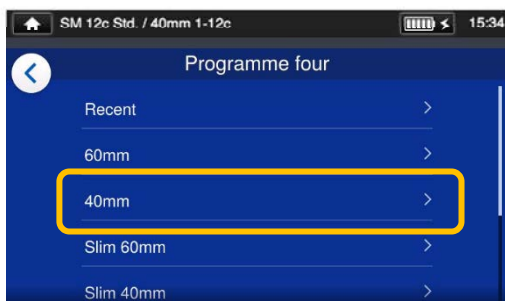 SM 12c Std. / 40mm 1-12c 15:34
Programme four
Recent
60mm
40mm
Slim 60mm
Slim 40mm